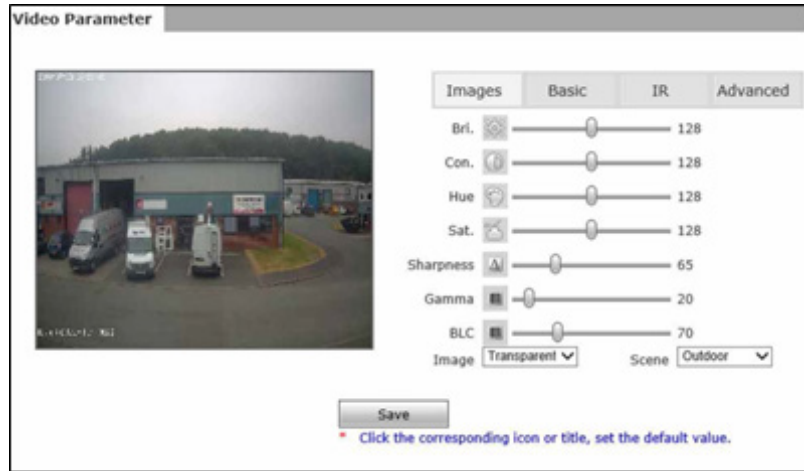 Video Parameter
Images Basic IR Advanced
Bri. 128
Con. 128
Hue 128
Sat. 128
Sharpness 65
Gamma 20
BLC 70
Image Transparent Scene Outdoor
Save
* Click the corresponding icon or title, set the default value.